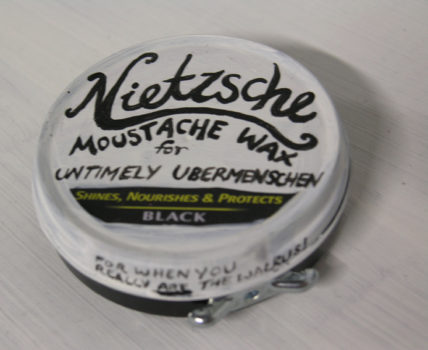 Nietzsche
MOUSTACHE WAX
for
UNTIMELY UBERMENSCHEN
SHINES, NOURISHES & PROTECTS
BLACK
FOR WHEN YOU
REALLY ARE THE WALRUS!